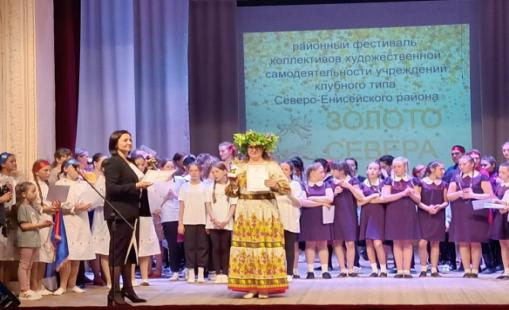 районный фестиваль
коллективов художественной
самодеятельности учреждений
клубного типа
Северо-Енисейского района
ЗОЛОТО
СЕВЕРА